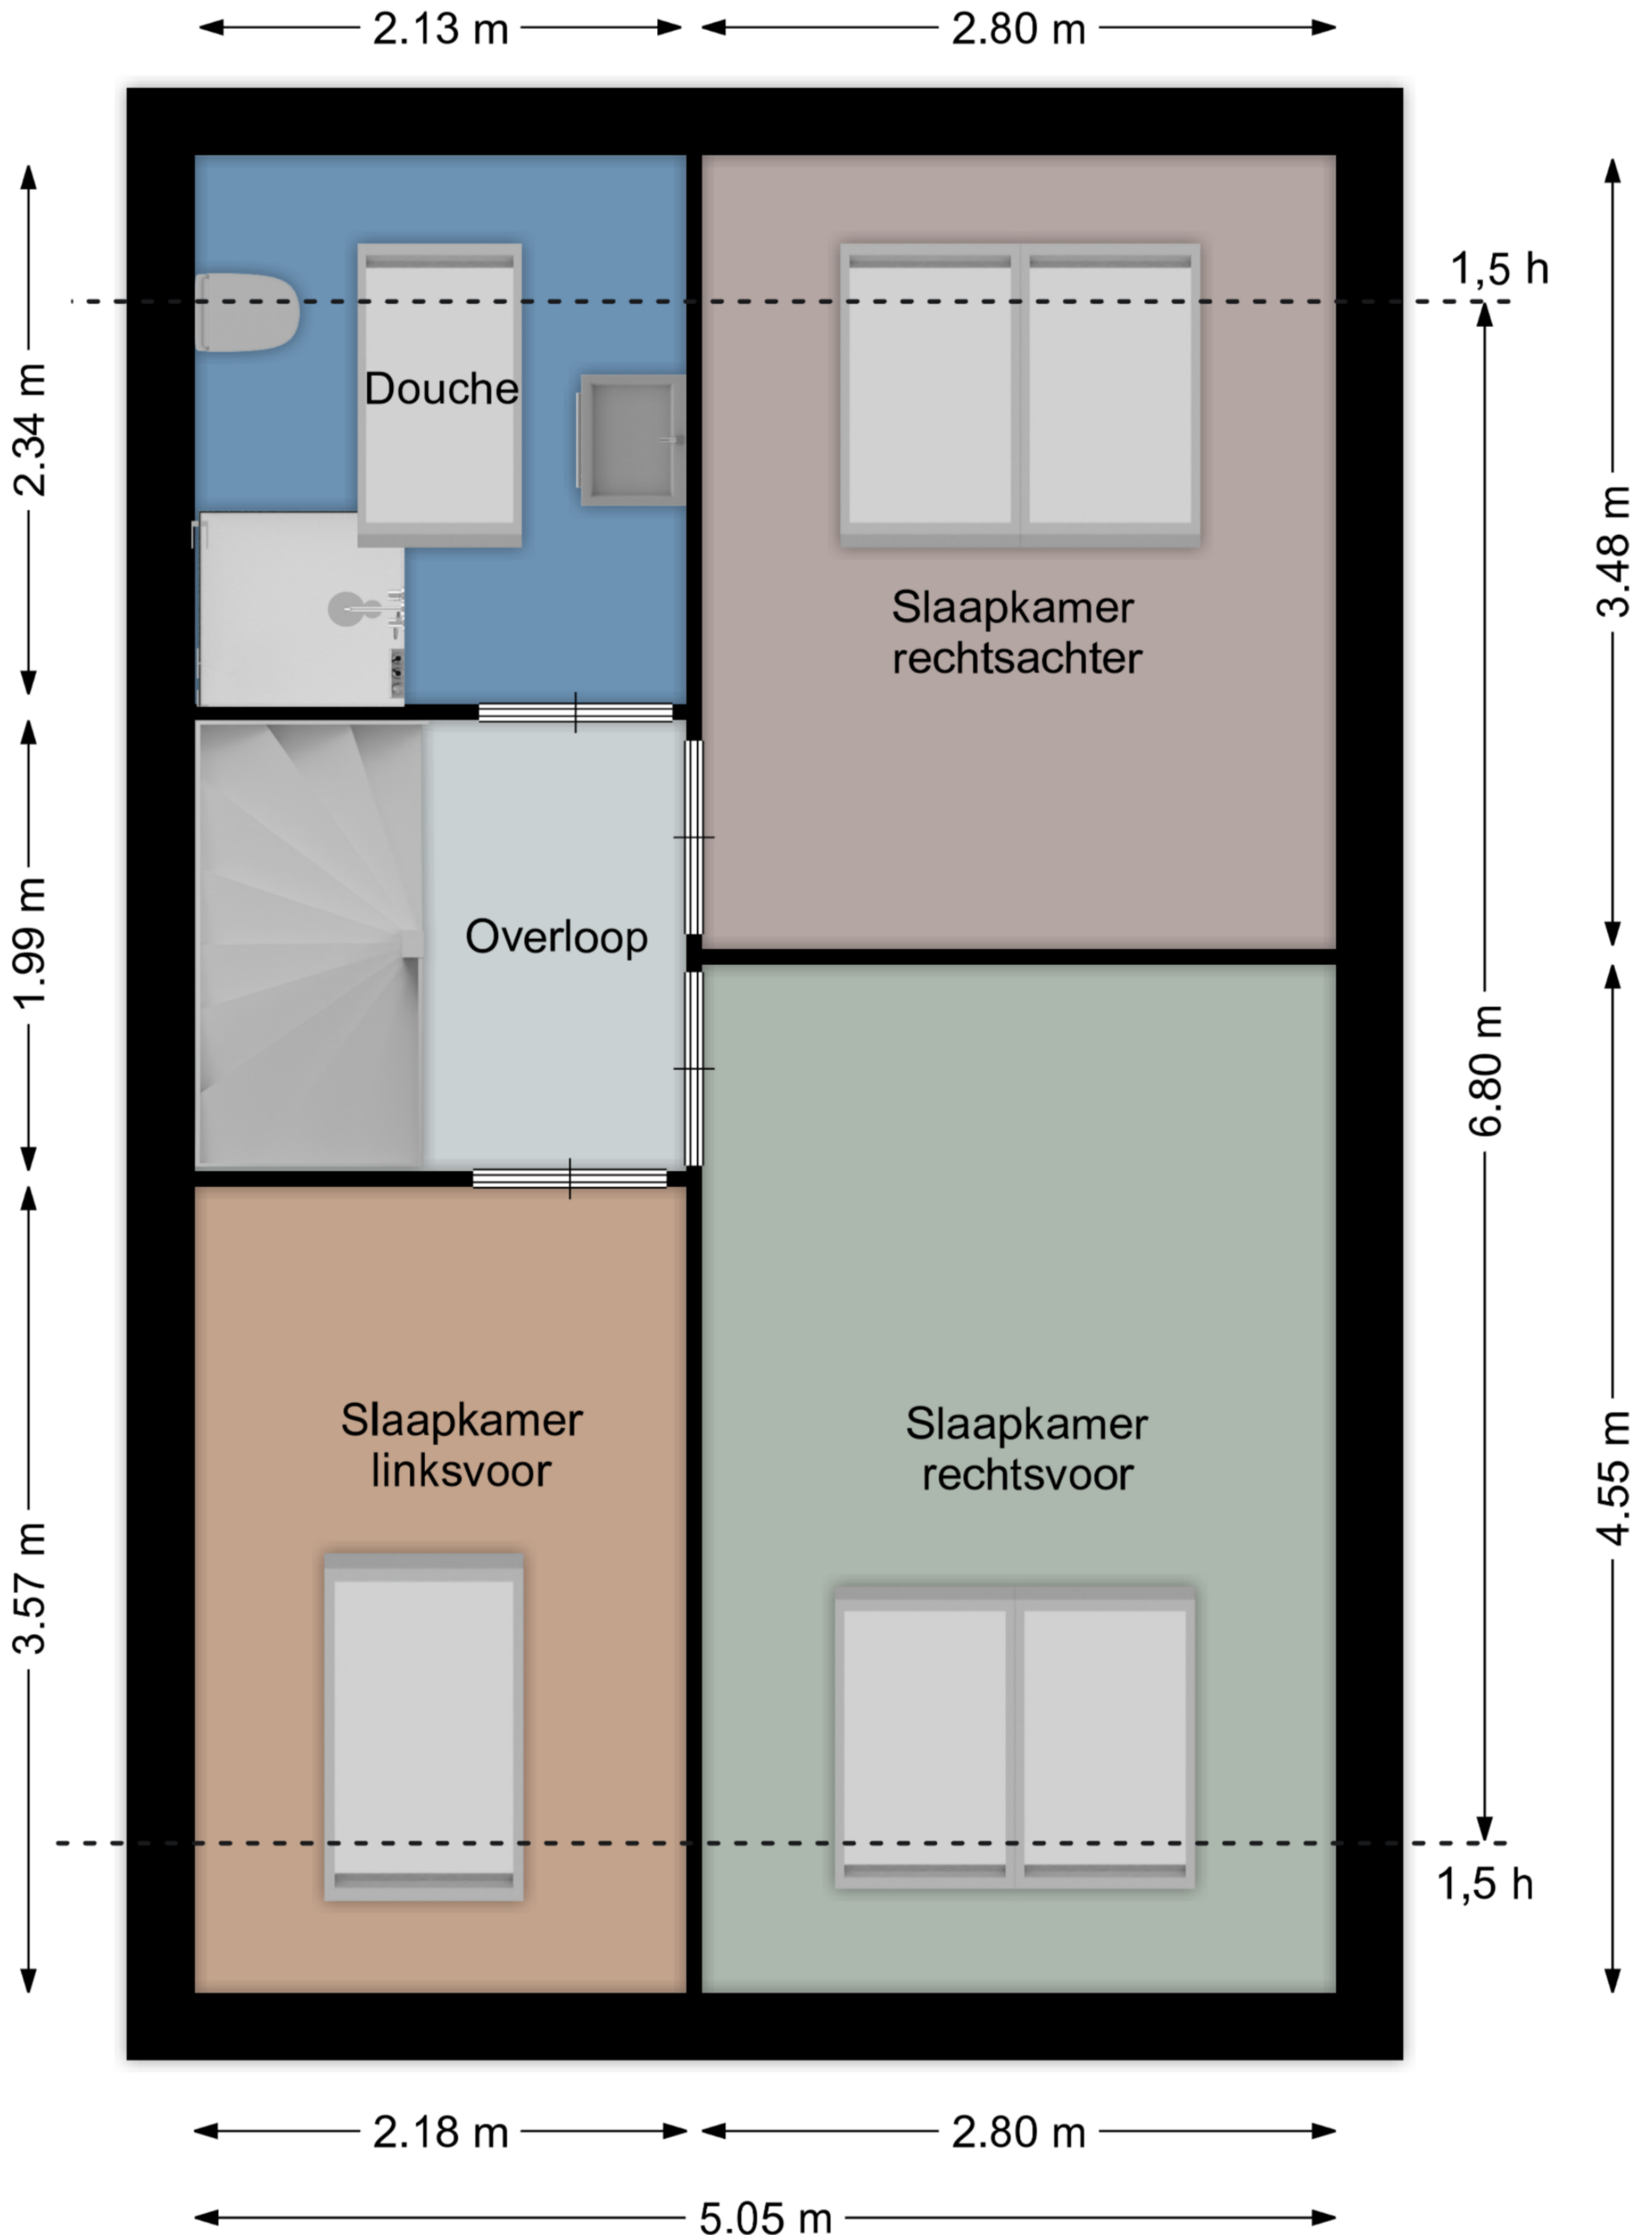 2.13 m
2.80 m
1,5 h
2.34 m
Douche
3.48 m
Slaapkamer
rechtsachter
1.99 m
Overloop
6.80 m
Slaapkamer
linksvoor
Slaapkamer
rechtsvoor
3.57 m
4.55 m
1,5 h
2.18 m
2.80 m
5.05 m